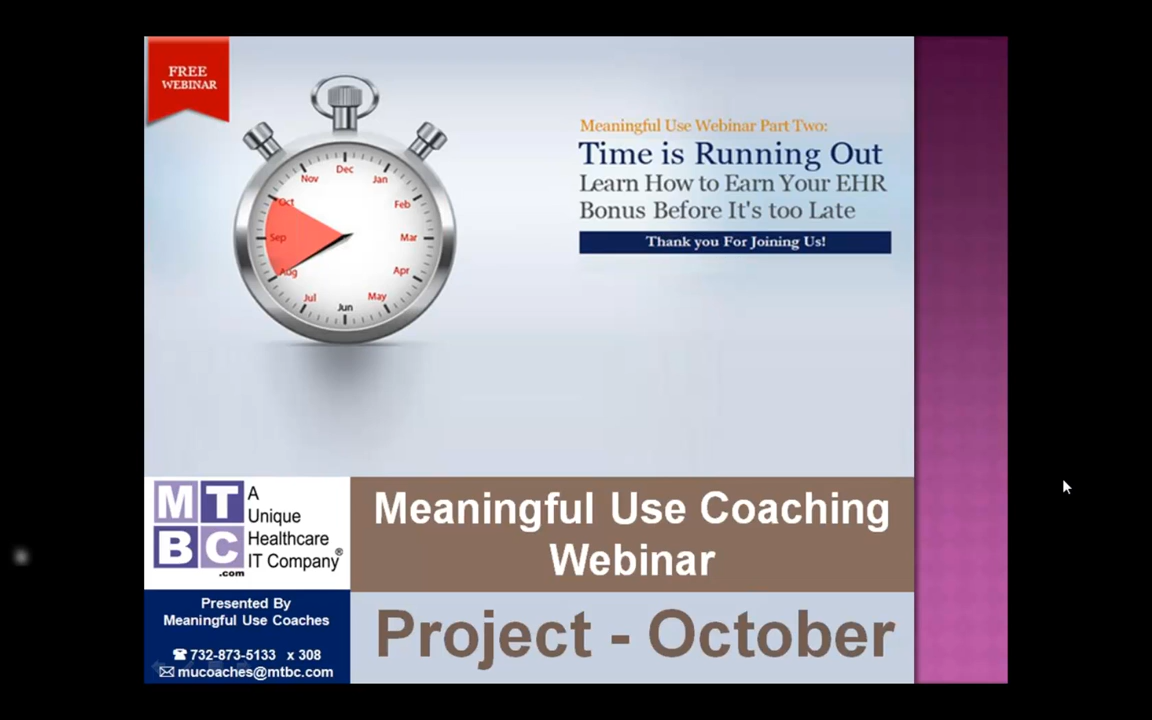 FREE
WEBINAR
Dec
Jan
Feb
Mar
Apr
May
Jun
Jul
Aug
Sep
Oct
Nov
Meaningful Use Webinar Part Two:
Time is Running Out
Learn How to Earn Your EHR
Bonus Before It's too Late
Thank you For Joining Us!
MT
BC
.com
A
Unique
Healthcare
IT Company®
Meaningful Use Coaching
Webinar
Presented By
Meaningful Use Coaches
732-873-5133 x 308
mucoaches@mtbc.com
Project - October